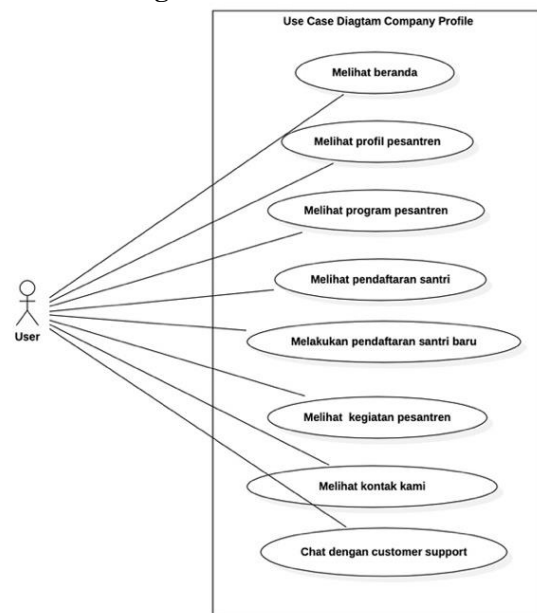 Use Case Diagtam Company Profile
Melihat beranda
Melihat profil pesantren
Melihat program pesantren
Melihat pendaftaran santri
User
Melakukan pendaftaran santri baru
Melihat kegiatan pesantren
Melihat kontak kami
Chat dengan customer support